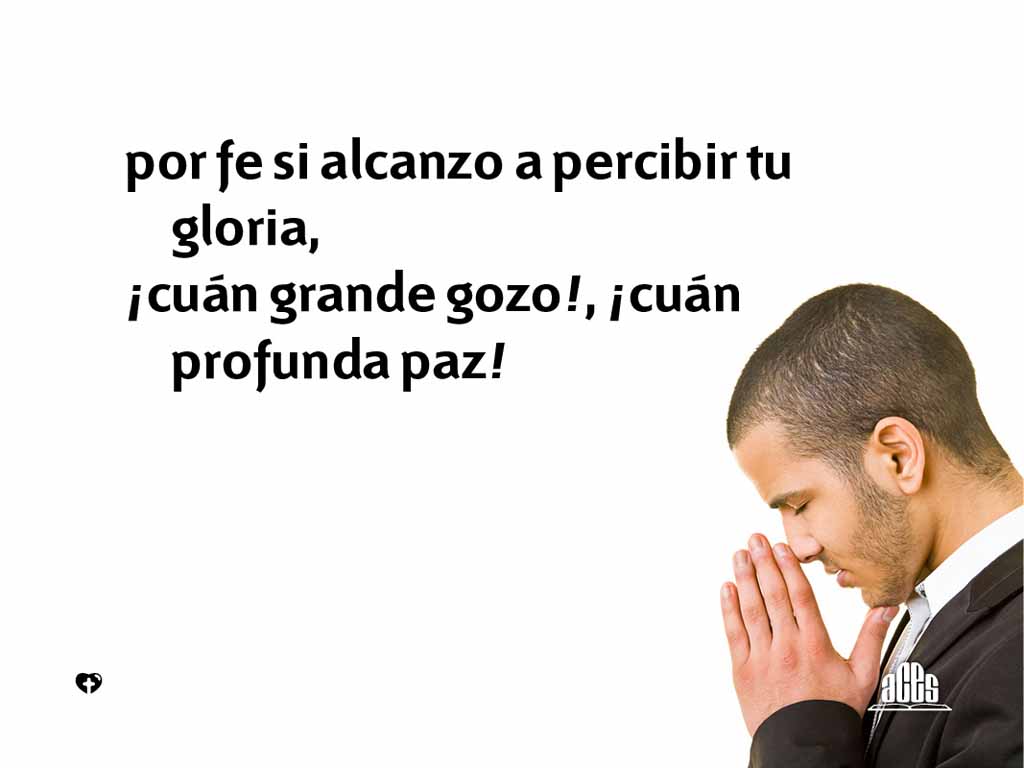 por fe si alcanzo a percibir tu
gloria,
¡cuán grande gozo!, ¡cuán
profunda paz!
aces